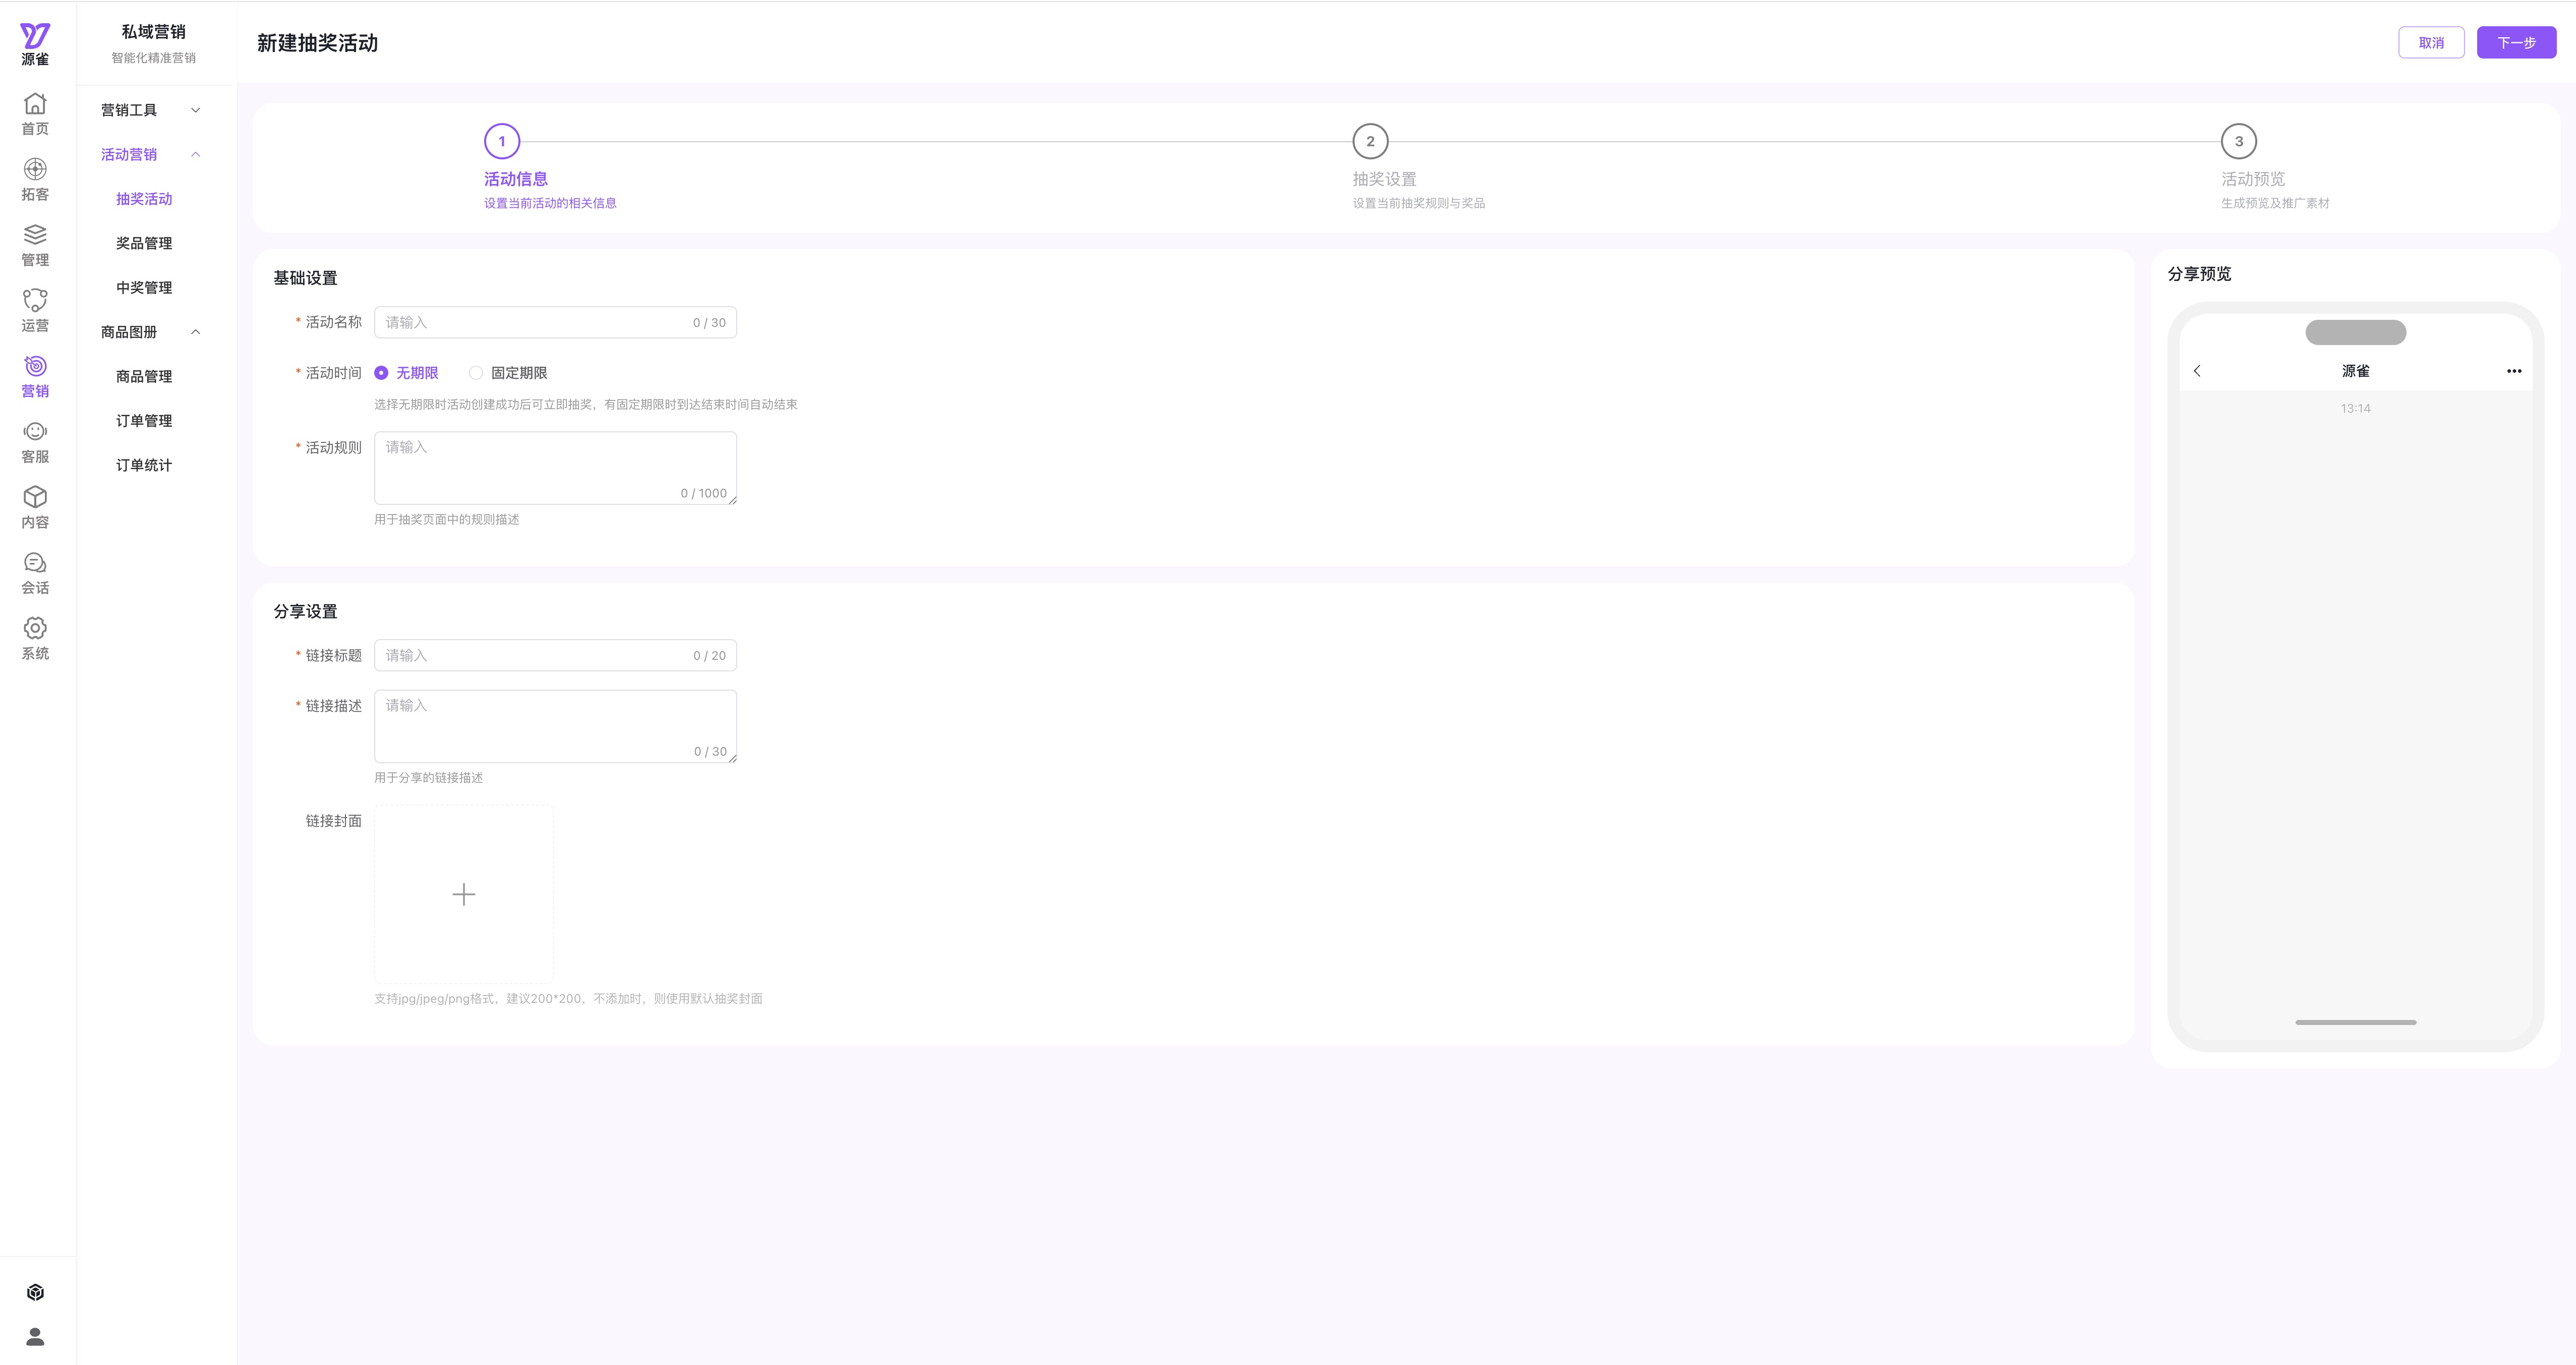 源雀
首页
拓客
管理
运营
营销
客服
内容
会话
系统
私域营销
智能化精准营销
营销工具
活动营销
抽奖活动
奖品管理
中奖管理
商品图册
商品管理
订单管理
订单统计
新建抽奖活动
取消
下一步
1
活动信息
设置当前活动的相关信息
2
抽奖设置
设置当前抽奖规则与奖品
3
活动预览
生成预览及推广素材
基础设置
* 活动名称 请输入 0 / 30
* 活动时间 无期限 固定期限
选择无期限时活动创建成功后可立即抽奖，有固定期限时到达结束时间自动结束
* 活动规则 请输入
0 / 1000
用于抽奖页面中的规则描述
分享设置
* 链接标题 请输入 0 / 20
* 链接描述 请输入
0 / 30
用于分享的链接描述
链接封面
支持jpg/jpeg/png格式，建议200*200，不添加时，则使用默认抽奖封面
分享预览
源雀
13:14